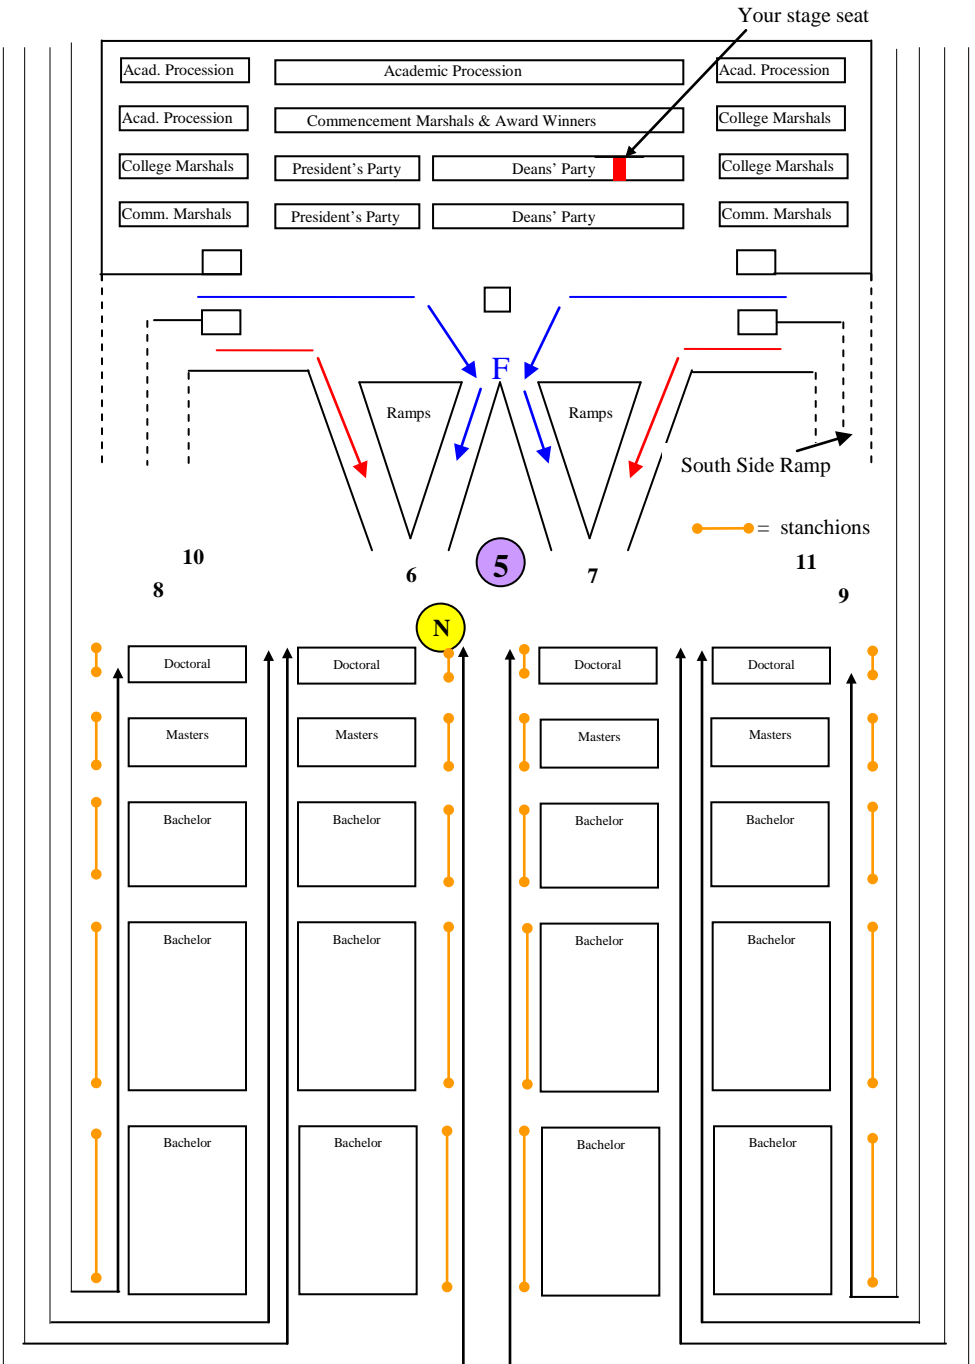 Your stage seat
Acad. Procession
Academic Procession
Acad. Procession
Acad. Procession
Commencement Marshals & Award Winners
College Marshals
College Marshals
President's Party
Deans' Party
College Marshals
Comm. Marshals
President's Party
Deans' Party
Comm. Marshals
F
Ramps
Ramps
South Side Ramp
= stanchions
10
8
6
5
7
11
9
N
Doctoral
Doctoral
Doctoral
Doctoral
Masters
Masters
Masters
Masters
Bachelor
Bachelor
Bachelor
Bachelor
Bachelor
Bachelor
Bachelor
Bachelor
Bachelor
Bachelor
Bachelor
Bachelor